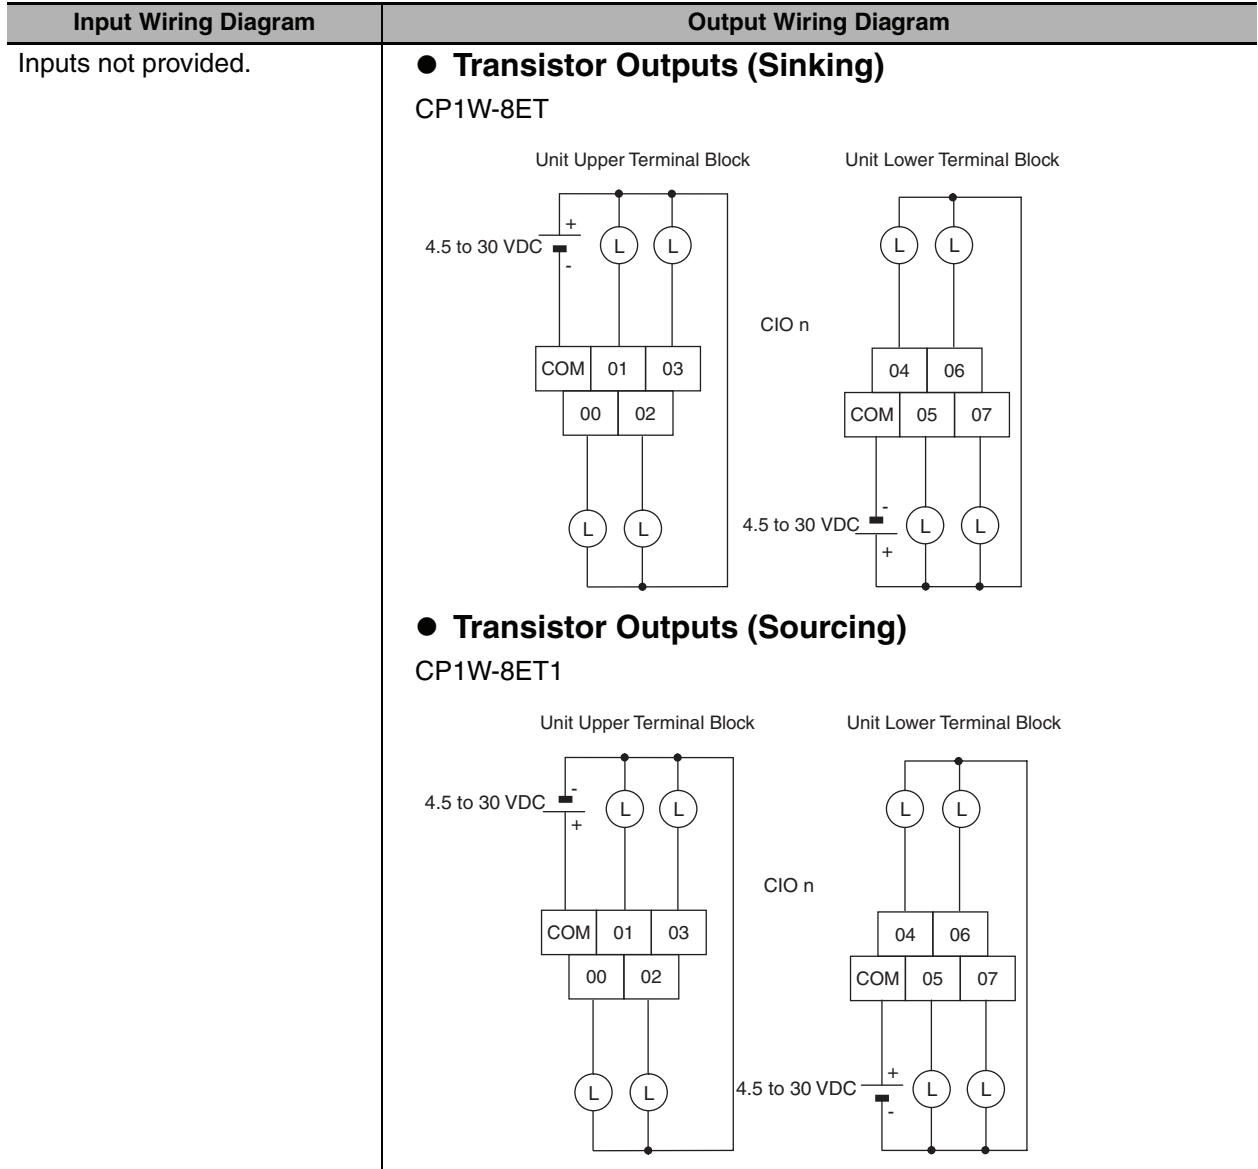 Input Wiring Diagram
Output Wiring Diagram
Inputs not provided.
● Transistor Outputs (Sinking)
CP1W-8ET
Unit Upper Terminal Block
Unit Lower Terminal Block
+
4.5 to 30 VDC
-
L
L
L
L
CIO n
COM 01 03
00 02
04 06
COM 05 07
L
L
4.5 to 30 VDC
-
+
L
L
● Transistor Outputs (Sourcing)
CP1W-8ET1
Unit Upper Terminal Block
Unit Lower Terminal Block
4.5 to 30 VDC
-
+
L
L
L
L
CIO n
COM 01 03
00 02
04 06
COM 05 07
L
L
4.5 to 30 VDC
+
-
L
L